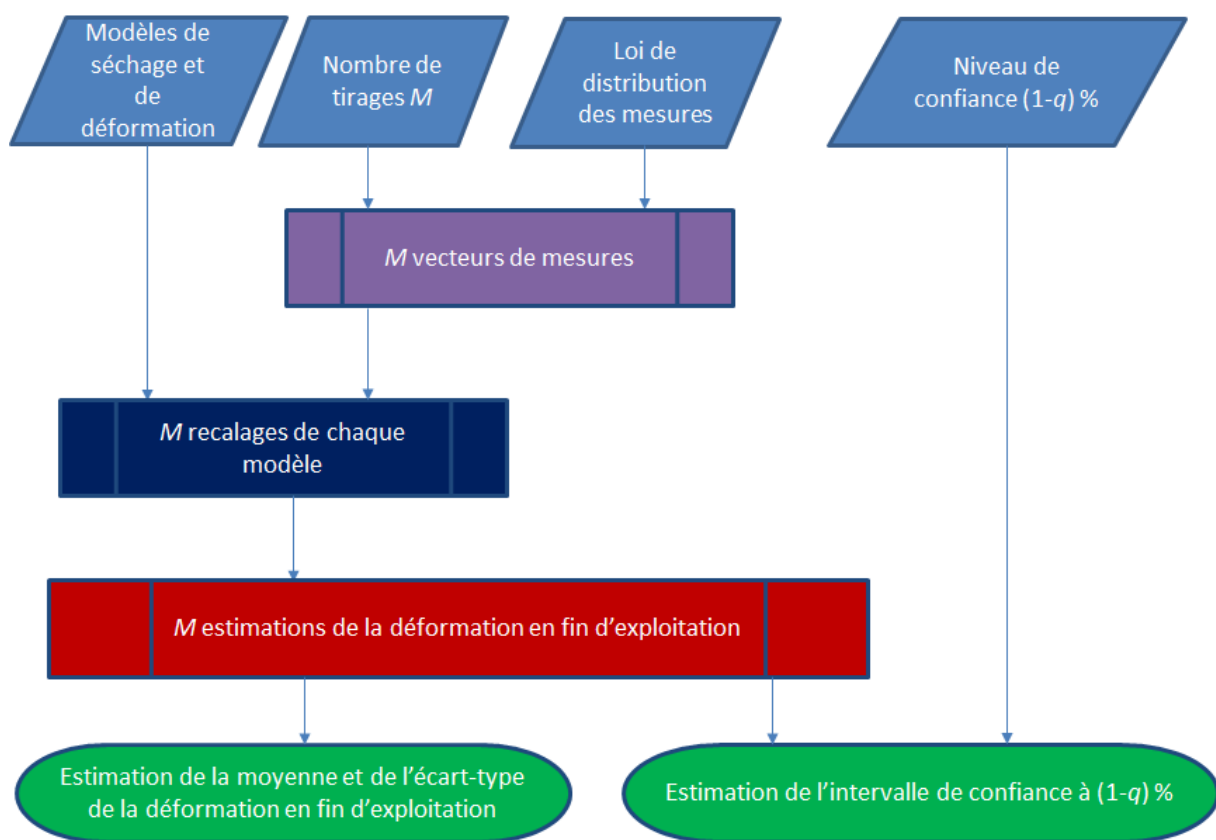 Modèles de
séchage et
de
déformation
Nombre de
tirages M
Loi de
distribution
des mesures
Niveau de
confiance (1-q) %
M vecteurs de mesures
M recalages de chaque
modèle
M estimations de la déformation en fin d’exploitation
Estimation de la moyenne et de l’écart-type
de la déformation en fin d’exploitation
Estimation de l’intervalle de confiance à (1-q) %